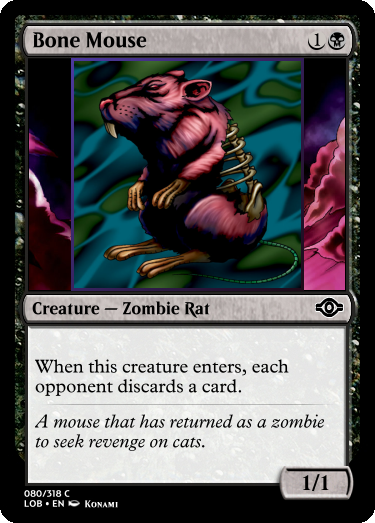 Bone Mouse 1
Creature — Zombie Rat
When this creature enters, each
opponent discards a card.
A mouse that has returned as a zombie
to seek revenge on cats.
1/1
080/318 C
LOB • EN Konami